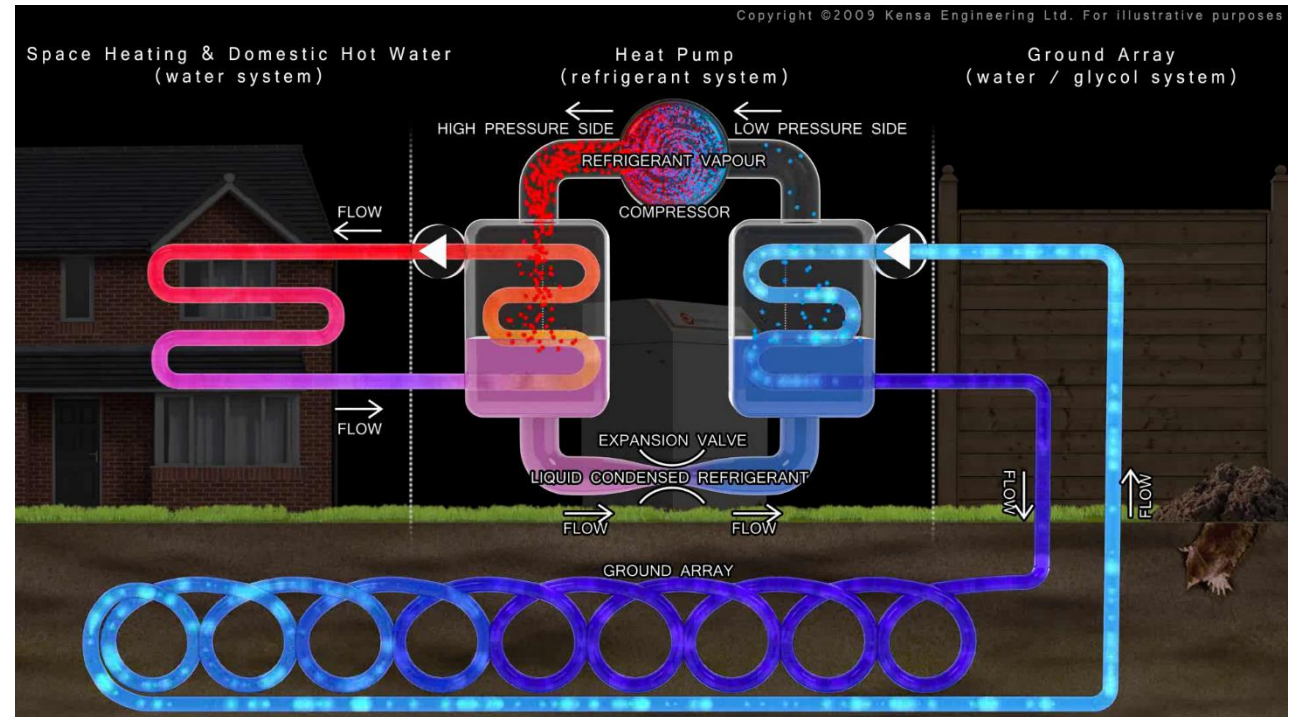 Copyright ©2009 Kensa Engineering Ltd. For illustrative purposes
Space Heating & Domestic Hot Water
(water system)
Heat Pump
(refrigerant system)
Ground Array
(water / glycol system)
HIGH PRESSURE SIDE
LOW PRESSURE SIDE
REFRIGERANT VAPOUR
COMPRESSOR
FLOW
FLOW
EXPANSION VALVE
LIQUID CONDENSED REFRIGERANT
FLOW
FLOW
FLOW
FLOW
GROUND ARRAY